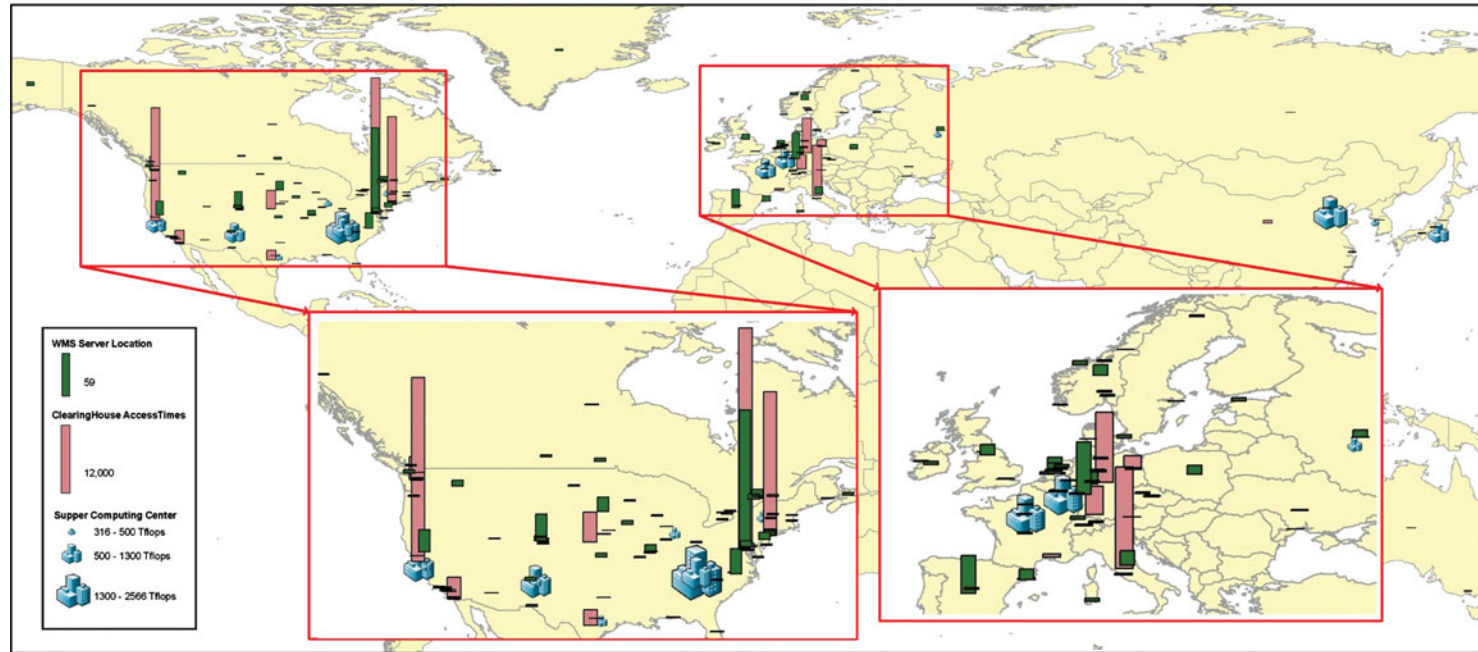 WMS Server Location
59
ClearingHouse AccessTimes
12,000
Supper Computing Center
316 - 500 Tflops
500 - 1300 Tflops
1300 - 2566 Tflops